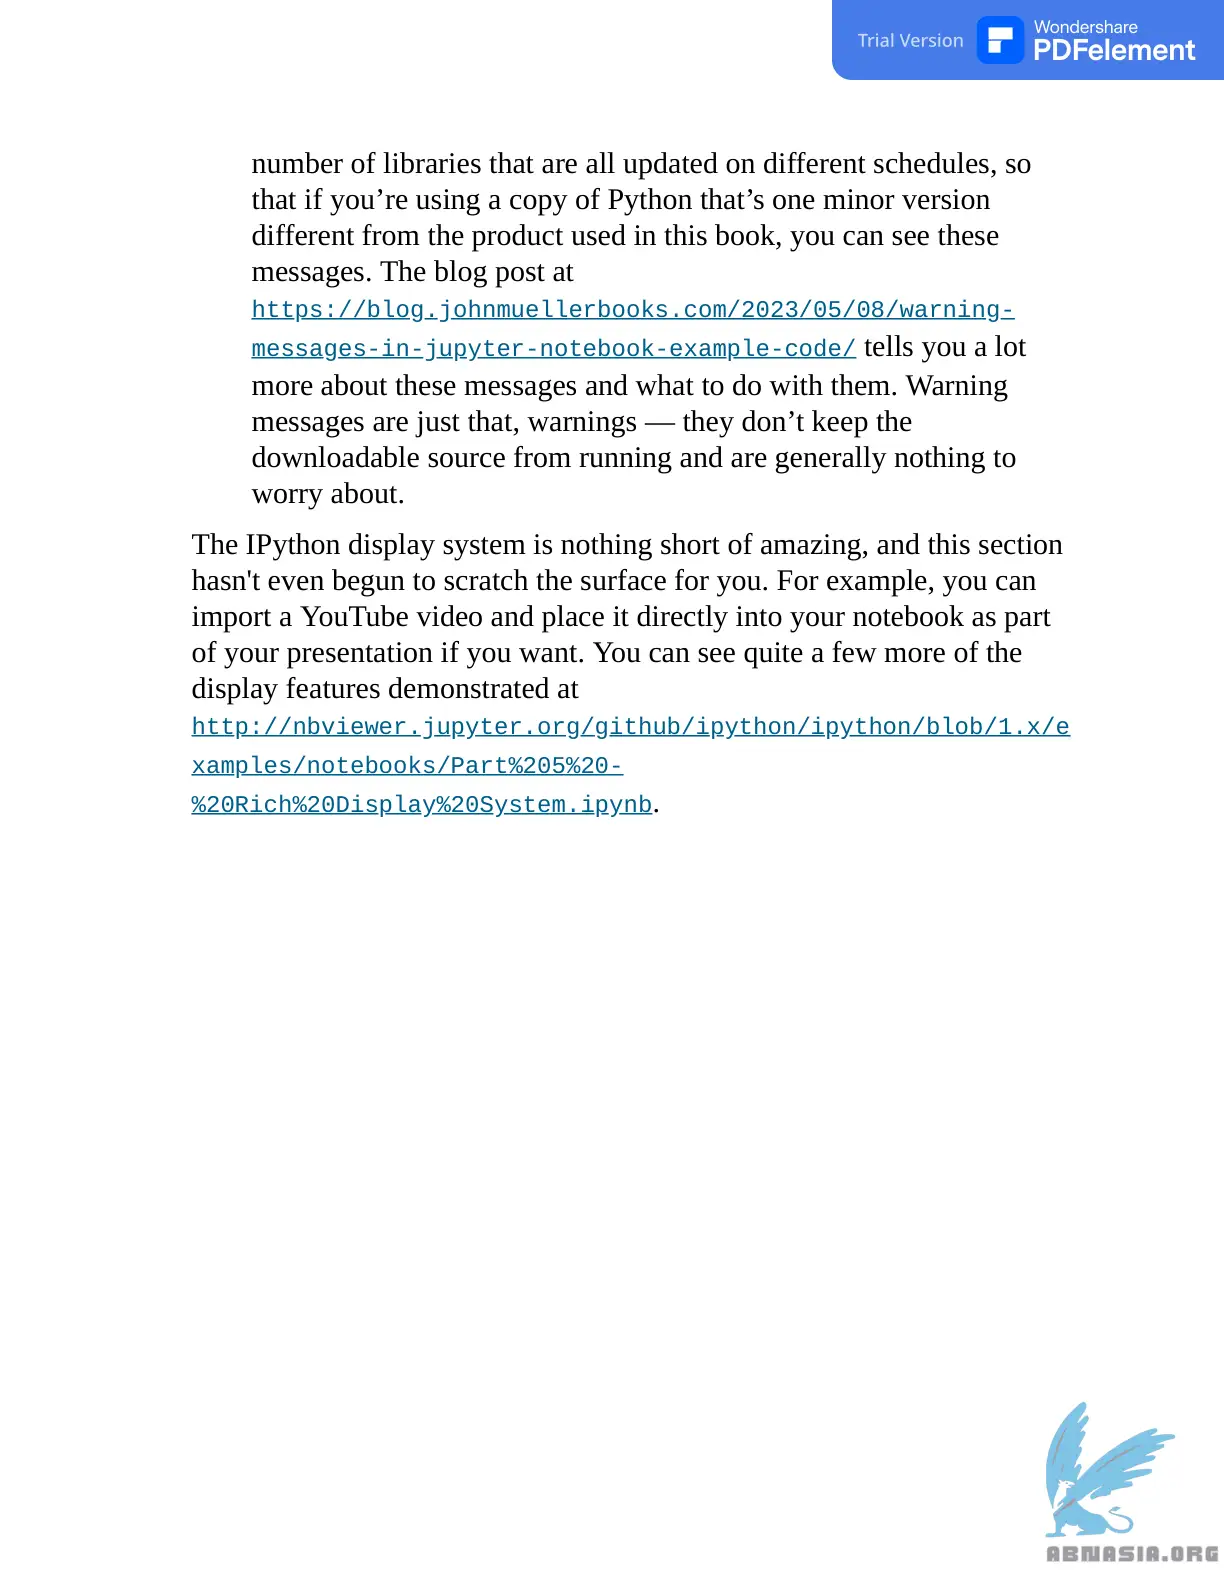 Trial Version
Wondershare
PDFelement
number of libraries that are all updated on different schedules, so
that if you’re using a copy of Python that’s one minor version
different from the product used in this book, you can see these
messages. The blog post at
https://blog.johnmuellerbooks.com/2023/05/08/warning-
messages-in-jupyter-notebook-example-code/ tells you a lot
more about these messages and what to do with them. Warning
messages are just that, warnings — they don’t keep the
downloadable source from running and are generally nothing to
worry about.
The IPython display system is nothing short of amazing, and this section
hasn't even begun to scratch the surface for you. For example, you can
import a YouTube video and place it directly into your notebook as part
of your presentation if you want. You can see quite a few more of the
display features demonstrated at
http://nbviewer.jupyter.org/github/ipython/ipython/blob/1.x/e
xamples/notebooks/Part%205%20-
%20Rich%20Display%20System.ipynb.
ABNASIA.ORG